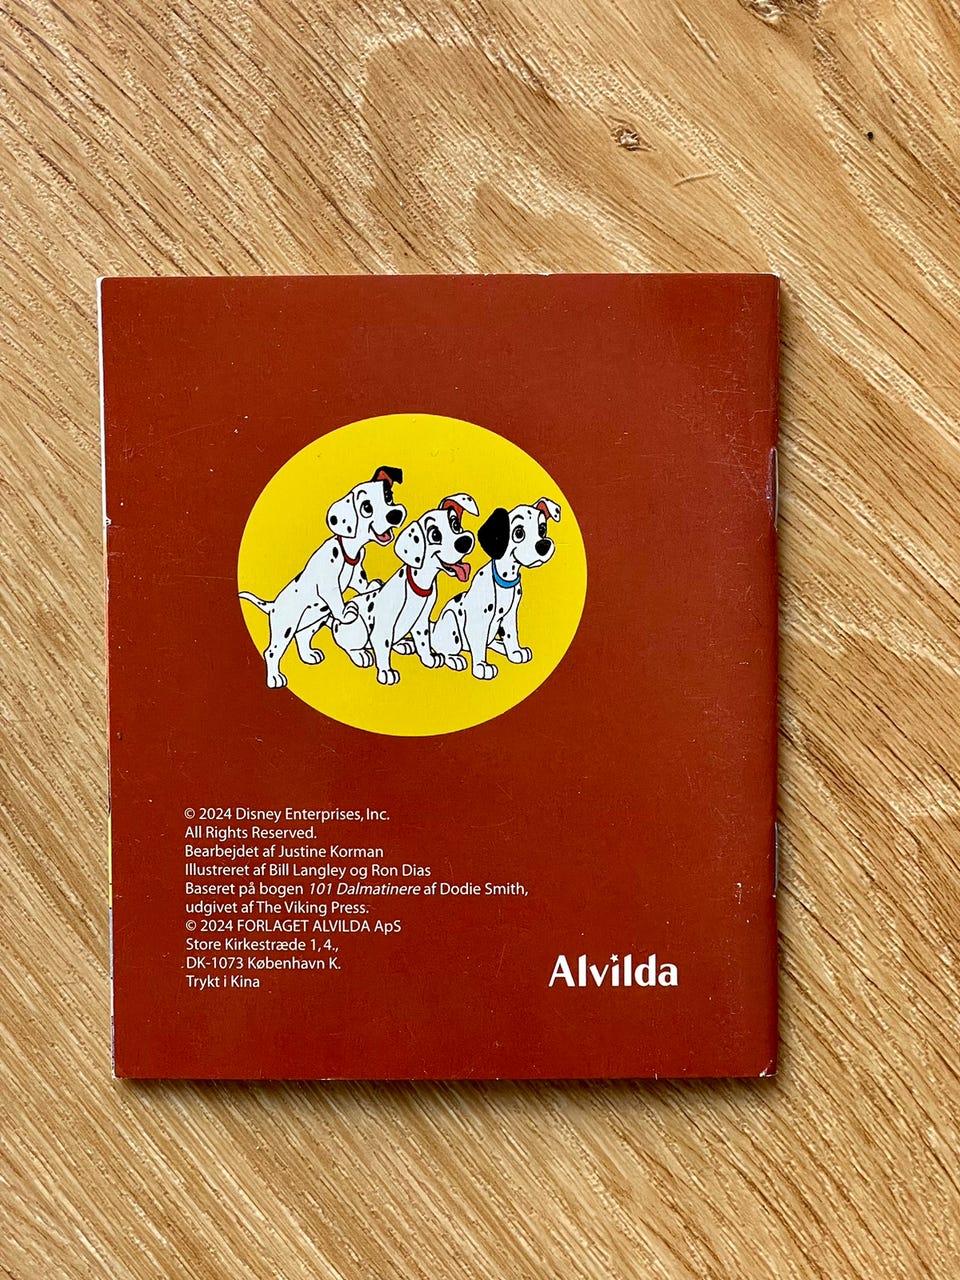 © 2024 Disney Enterprises, Inc.
All Rights Reserved.
Bearbejdet af Justine Korman
Illustreret af Bill Langley og Ron Dias
Baseret på bogen 101 Dalmatinere af Dodie Smith,
udgivet af The Viking Press.
© 2024 FORLAGET ALVILDA ApS
Store Kirkestræde 1, 4.,
DK-1073 København K.
Trykt i Kina
Alvilda